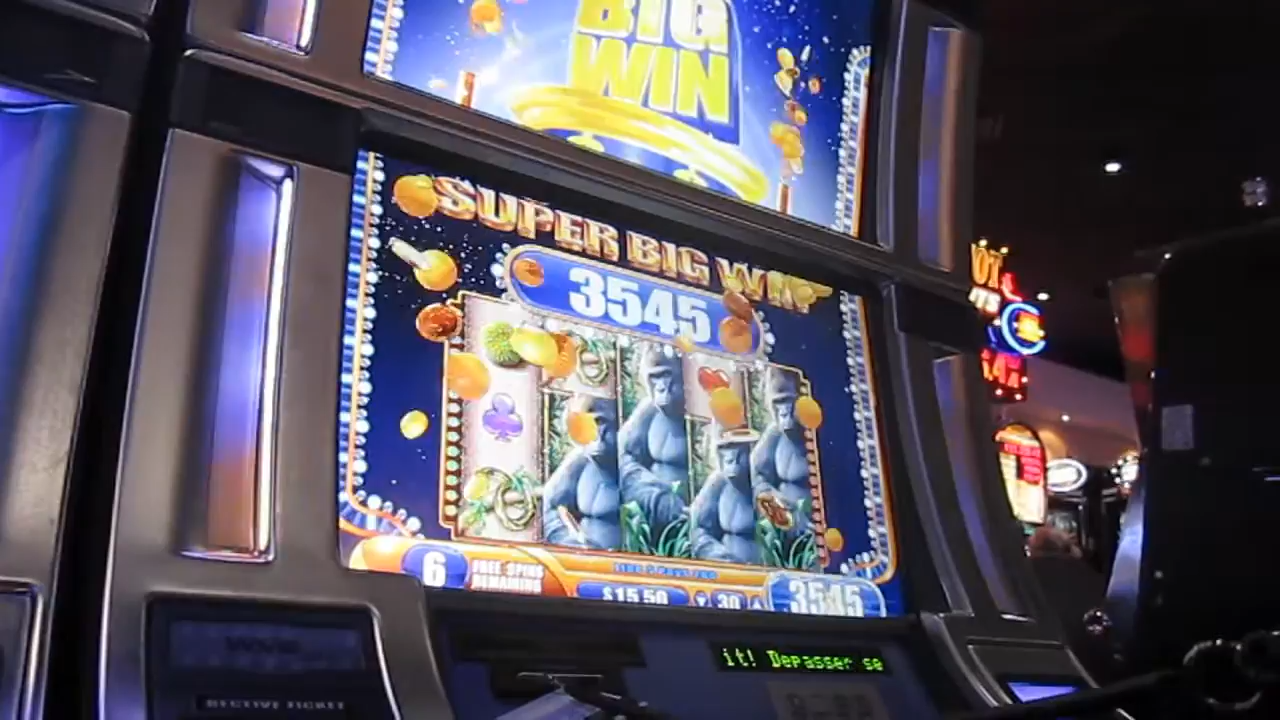 BIG
WIN
SUPER BIG WIN
3545
6
FREE SPINS
REMAINING
$15.50
30
3545
it! Depasser se